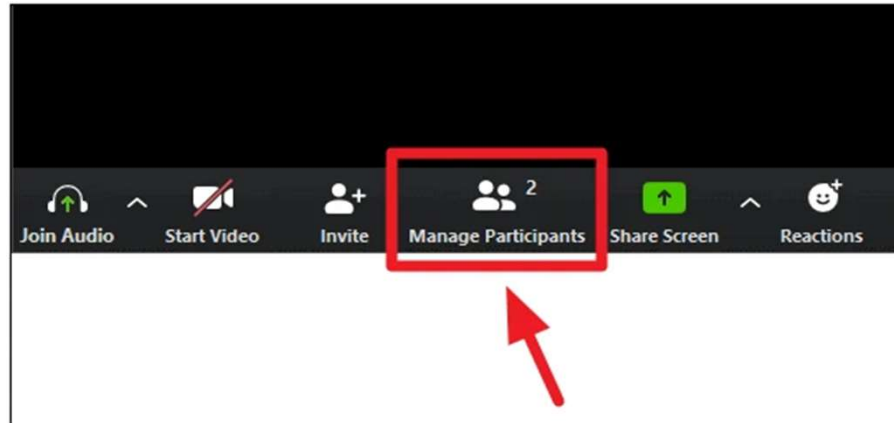 2
Join Audio
Start Video
Invite
Manage Participants
Share Screen
Reactions